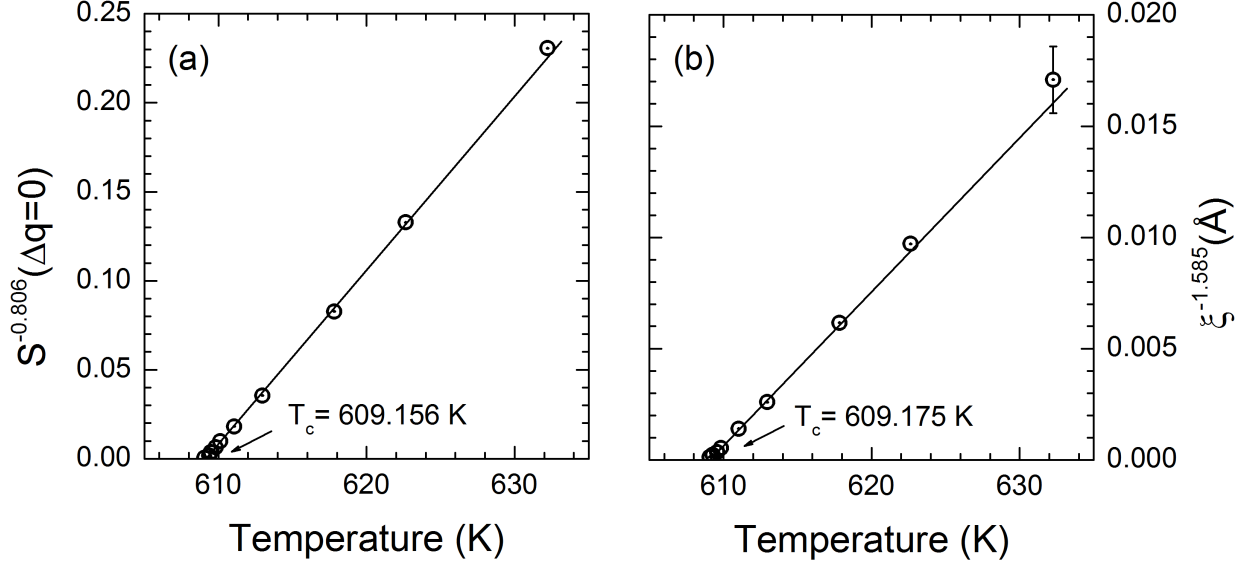 (a)
0.25
0.20
0.15
0.10
0.05
0.00
S^-0.806(Δq=0)
T_c= 609.156 K
610 620 630
Temperature (K)
(b)
0.020
0.015
0.010
0.005
0.000
ξ^-1.585(Å)
T_c= 609.175 K
610 620 630
Temperature (K)